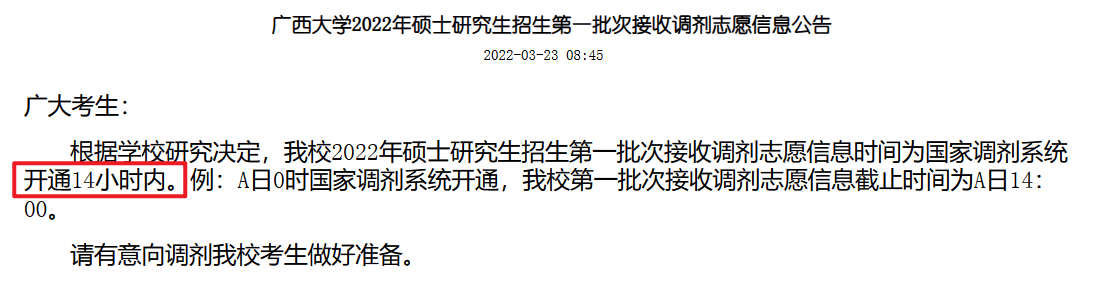 广西大学2022年硕士研究生招生第一批次接收调剂志愿信息公告
2022-03-23 08:45
广大考生：
根据学校研究决定，我校2022年硕士研究生招生第一批次接收调剂志愿信息时间为国家调剂系统
开通14小时内。例：A日0时国家调剂系统开通，我校第一批次接收调剂志愿信息截止时间为A日14：
00。
请有意向调剂我校考生做好准备。